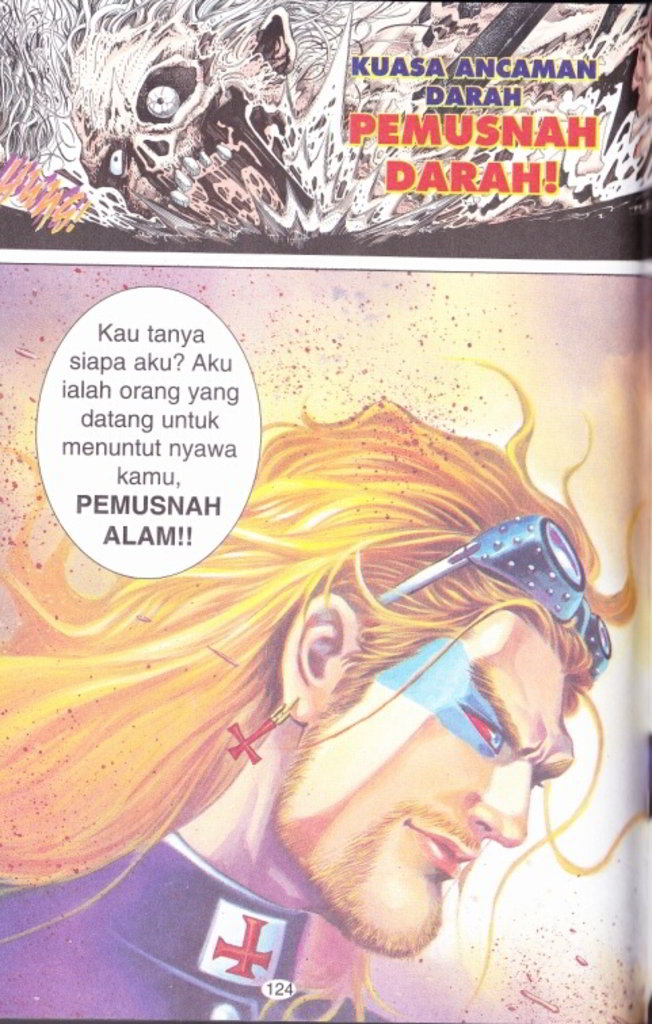 KUASA ANCAMAN
DARAH
PEMUSNAH
DARAH!
Kau tanya
siapa aku? Aku
ialah orang yang
datang untuk
menuntut nyawa
kamu,
PEMUSNAH
ALAM!!
124